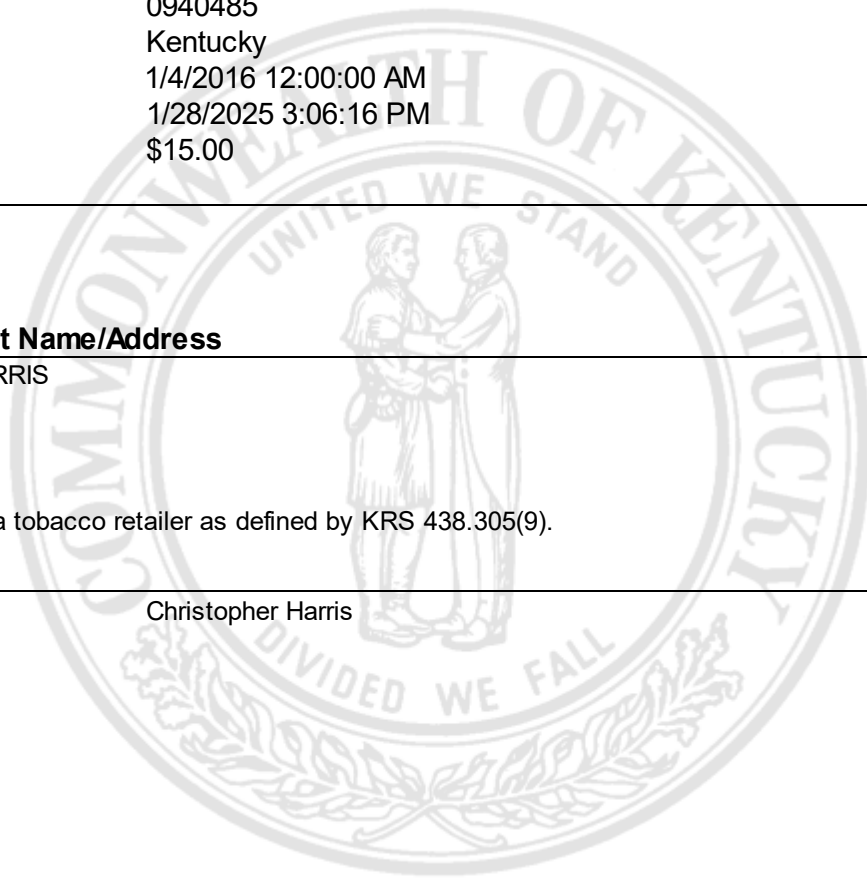 0940485
Kentucky
1/4/2016 12:00:00 AM
1/28/2025 3:06:16 PM
$15.00
t Name/Address
RRIS
a tobacco retailer as defined by KRS 438.305(9).
Christopher Harris
COMMONWEALTH OF KENTUCKY
UNITED WE STAND
DIVIDED WE FALL